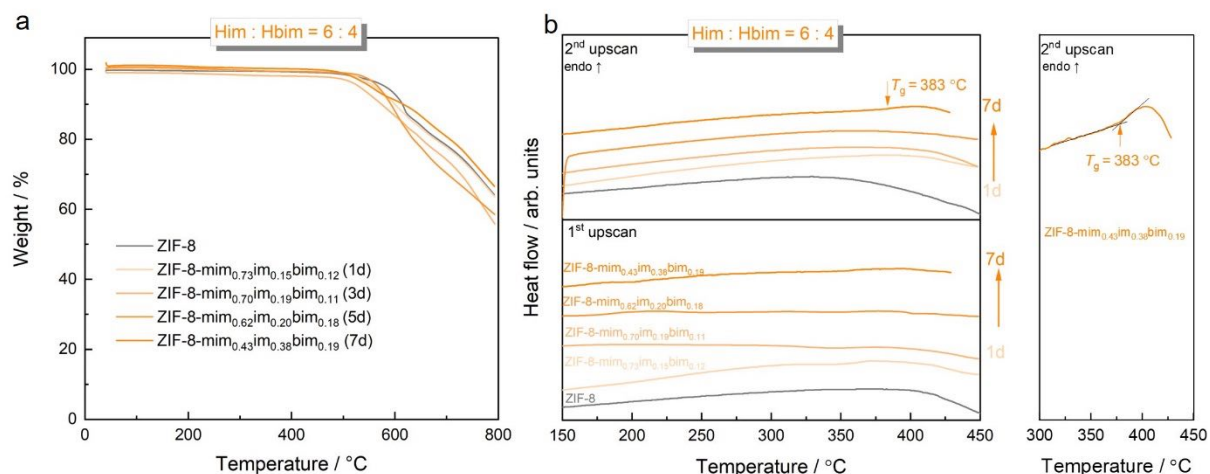 a
Him : Hbim = 6 : 4
100
80
60
40
20
0
Weight / %
ZIF-8
ZIF-8-mim0.73im0.15bim0.12 (1d)
ZIF-8-mim0.70im0.19bim0.11 (3d)
ZIF-8-mim0.62im0.20bim0.18 (5d)
ZIF-8-mim0.43im0.38bim0.19 (7d)
0 200 400 600 800
Temperature / °C
b
Him : Hbim = 6 : 4
2nd upscan
endo ↑
Tg = 383 °C
7d
1d
Heat flow / arb. units
1st upscan
ZIF-8-mim0.43im0.38bim0.19
7d
ZIF-8-mim0.62im0.20bim0.18
ZIF-8-mim0.70im0.19bim0.11
1d
ZIF-8-mim0.73im0.15bim0.12
ZIF-8
150 200 250 300 350 400 450
Temperature / °C
2nd upscan
endo ↑
Tg = 383 °C
ZIF-8-mim0.43im0.38bim0.19
300 350 400 450
Temperature / °C